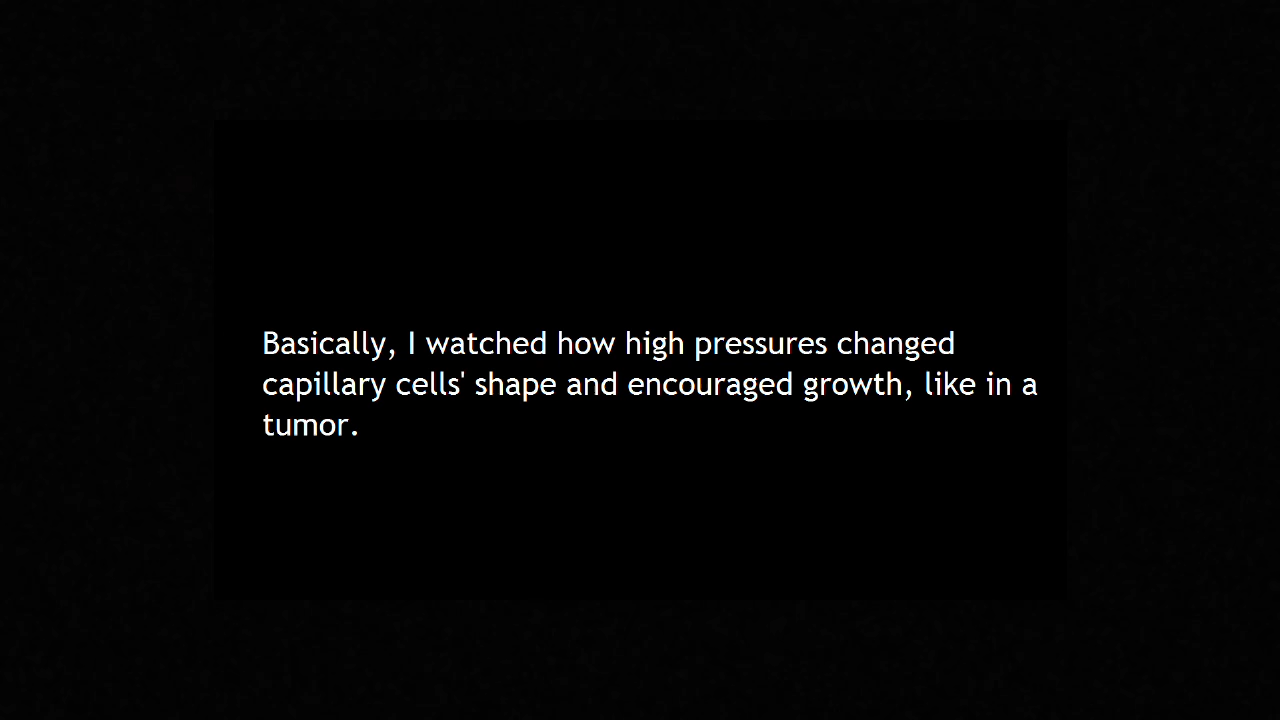 Basically, I watched how high pressures changed
capillary cells' shape and encouraged growth, like in a
tumor.